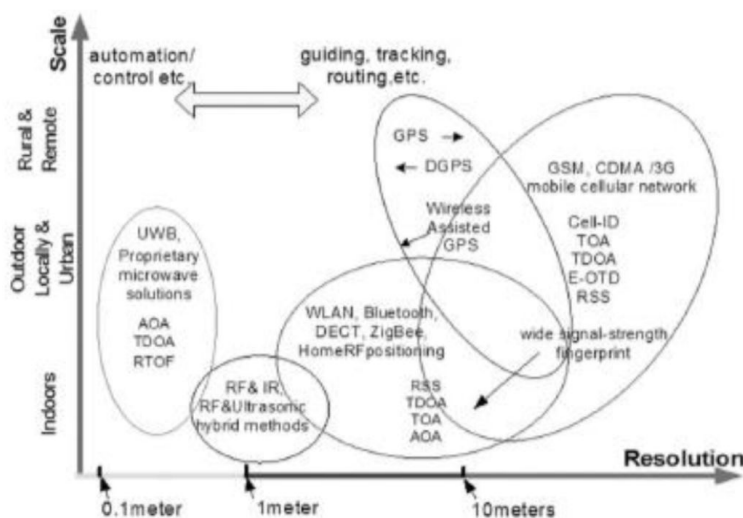 Scale
automation/
control etc.
guiding, tracking,
routing,etc.
Rural &
Remote
GPS
DGPS
GSM, CDMA /3G
mobile cellular network
Outdoor
Locally &
Urban
UWB,
Proprietary
microwave
solutions
AOA
TDOA
RTOF
Wireless
Assisted
GPS
Cell-ID
TOA
TDOA
E-OTD
RSS
WLAN, Bluetooth,
DECT, ZigBee,
HomeRFpositioning
wide signal-strength
fingerprint
Indoors
RF& IR,
RF&Ultrasonic
hybrid methods
RSS
TDOA
TOA
AOA
Resolution
0.1meter
1meter
10meters